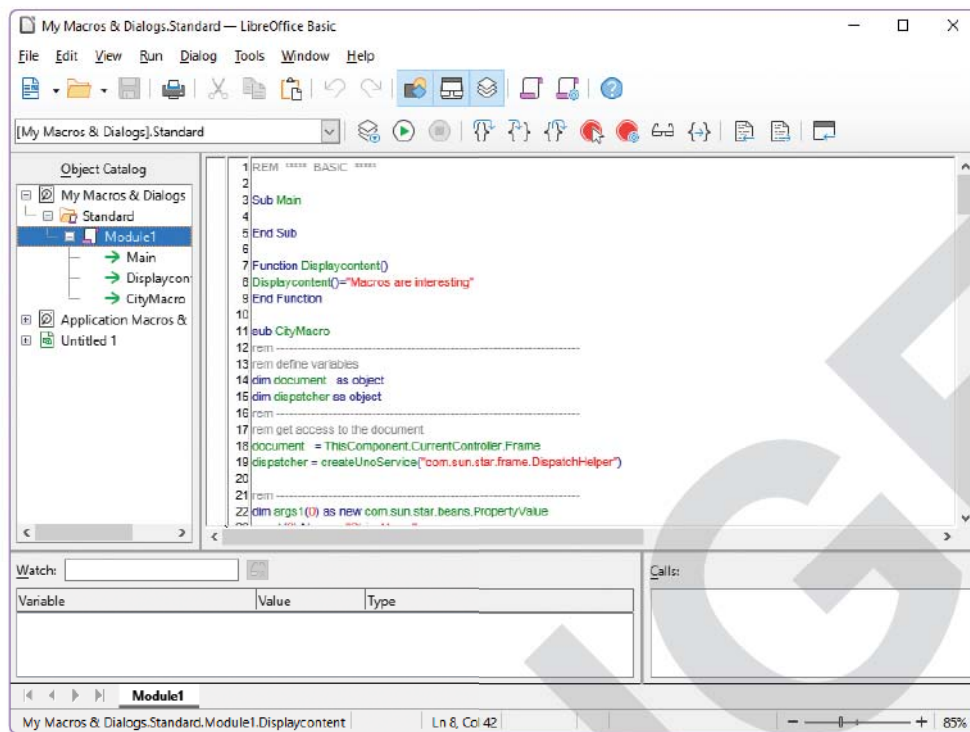 My Macros & Dialogs.Standard — LibreOffice Basic
File Edit View Run Dialog Tools Window Help
[My Macros & Dialogs].Standard
Object Catalog
My Macros & Dialogs
Standard
Module1
Main
Displaycon
CityMacro
Application Macros &
Untitled 1
1 REM ***** BASIC *****
2
3 Sub Main
4
5 End Sub
6
7 Function Displaycontent()
8 Displaycontent()="Macros are interesting"
9 End Function
10
11 sub CityMacro
12 rem ----------------------------------------------------------------------
13 rem define variables
14 dim document as object
15 dim dispatcher as object
16 rem ----------------------------------------------------------------------
17 rem get access to the document
18 document = ThisComponent.CurrentController.Frame
19 dispatcher = createUnoService("com.sun.star.frame.DispatchHelper")
20
21 rem ----------------------------------------------------------------------
22 dim args1(0) as new com.sun.star.beans.PropertyValue
Watch:
Calls:
Variable Value Type
Module1
My Macros & Dialogs.Standard.Module1.Displaycontent Ln 8, Col 42 85%